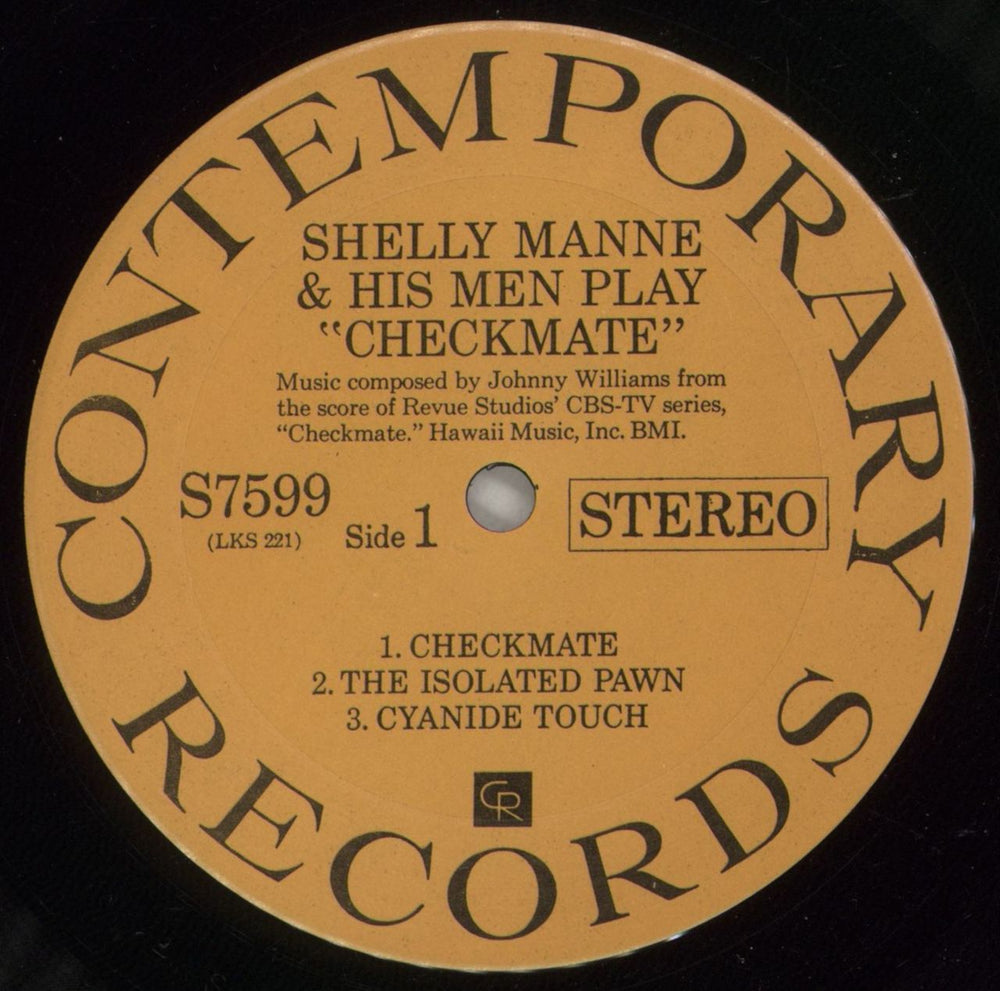 CONTEMPORARY
SHELLY MANNE
& HIS MEN PLAY
“CHECKMATE”
Music composed by Johnny Williams from
the score of Revue Studios’ CBS-TV series,
“Checkmate.” Hawaii Music, Inc. BMI.
S7599
(LKS 221)
Side 1
STEREO
1. CHECKMATE
2. THE ISOLATED PAWN
3. CYANIDE TOUCH
CR
RECORDS